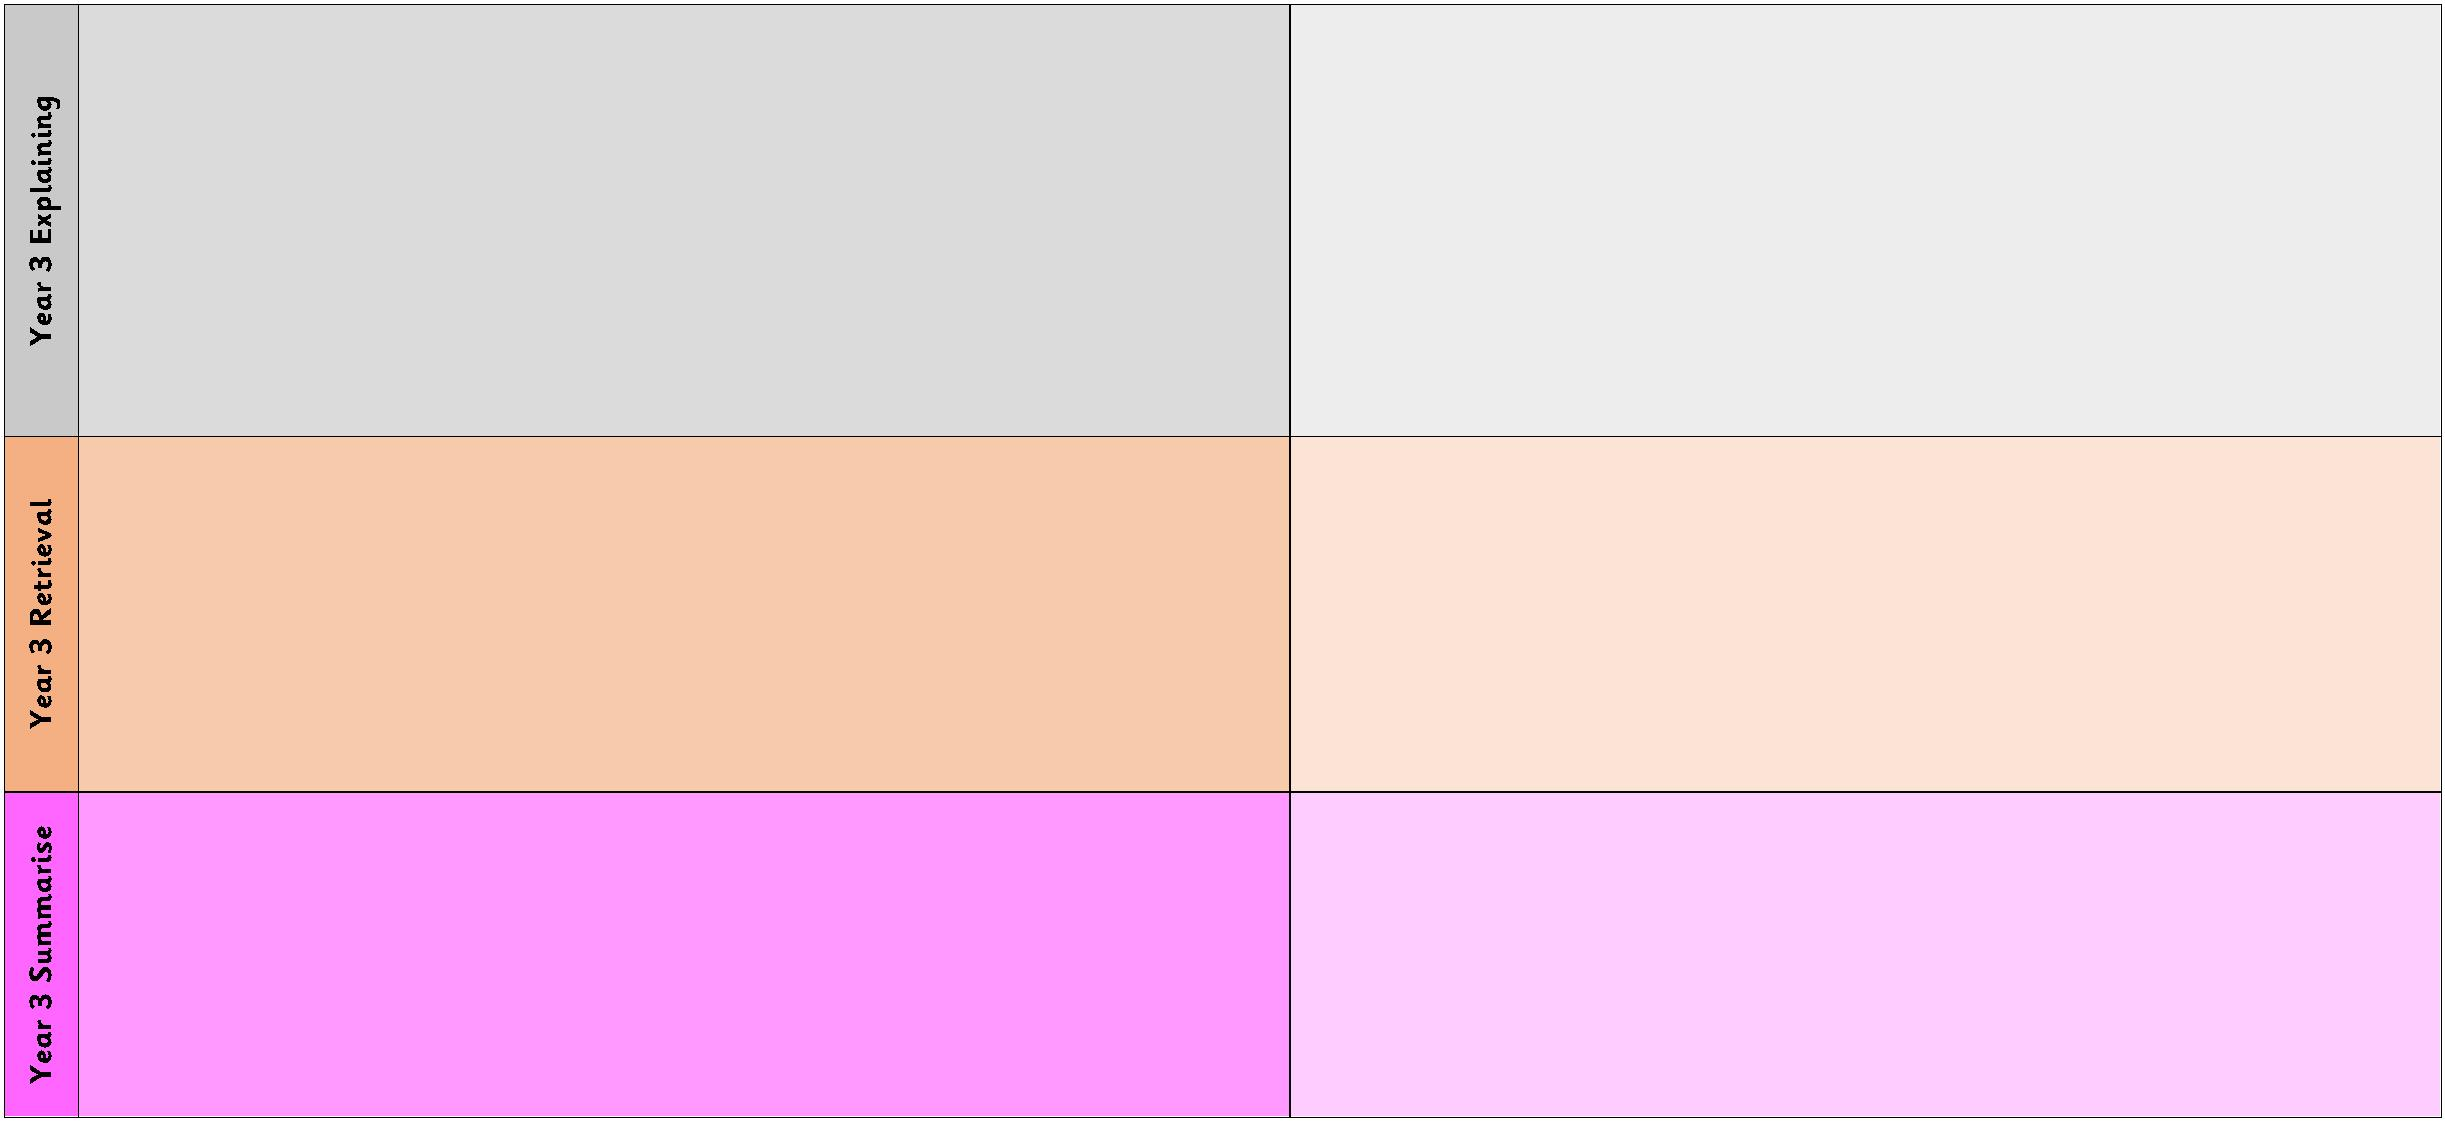 Year 3 Explaining
Year 3 Retrieval
Year 3 Summarise